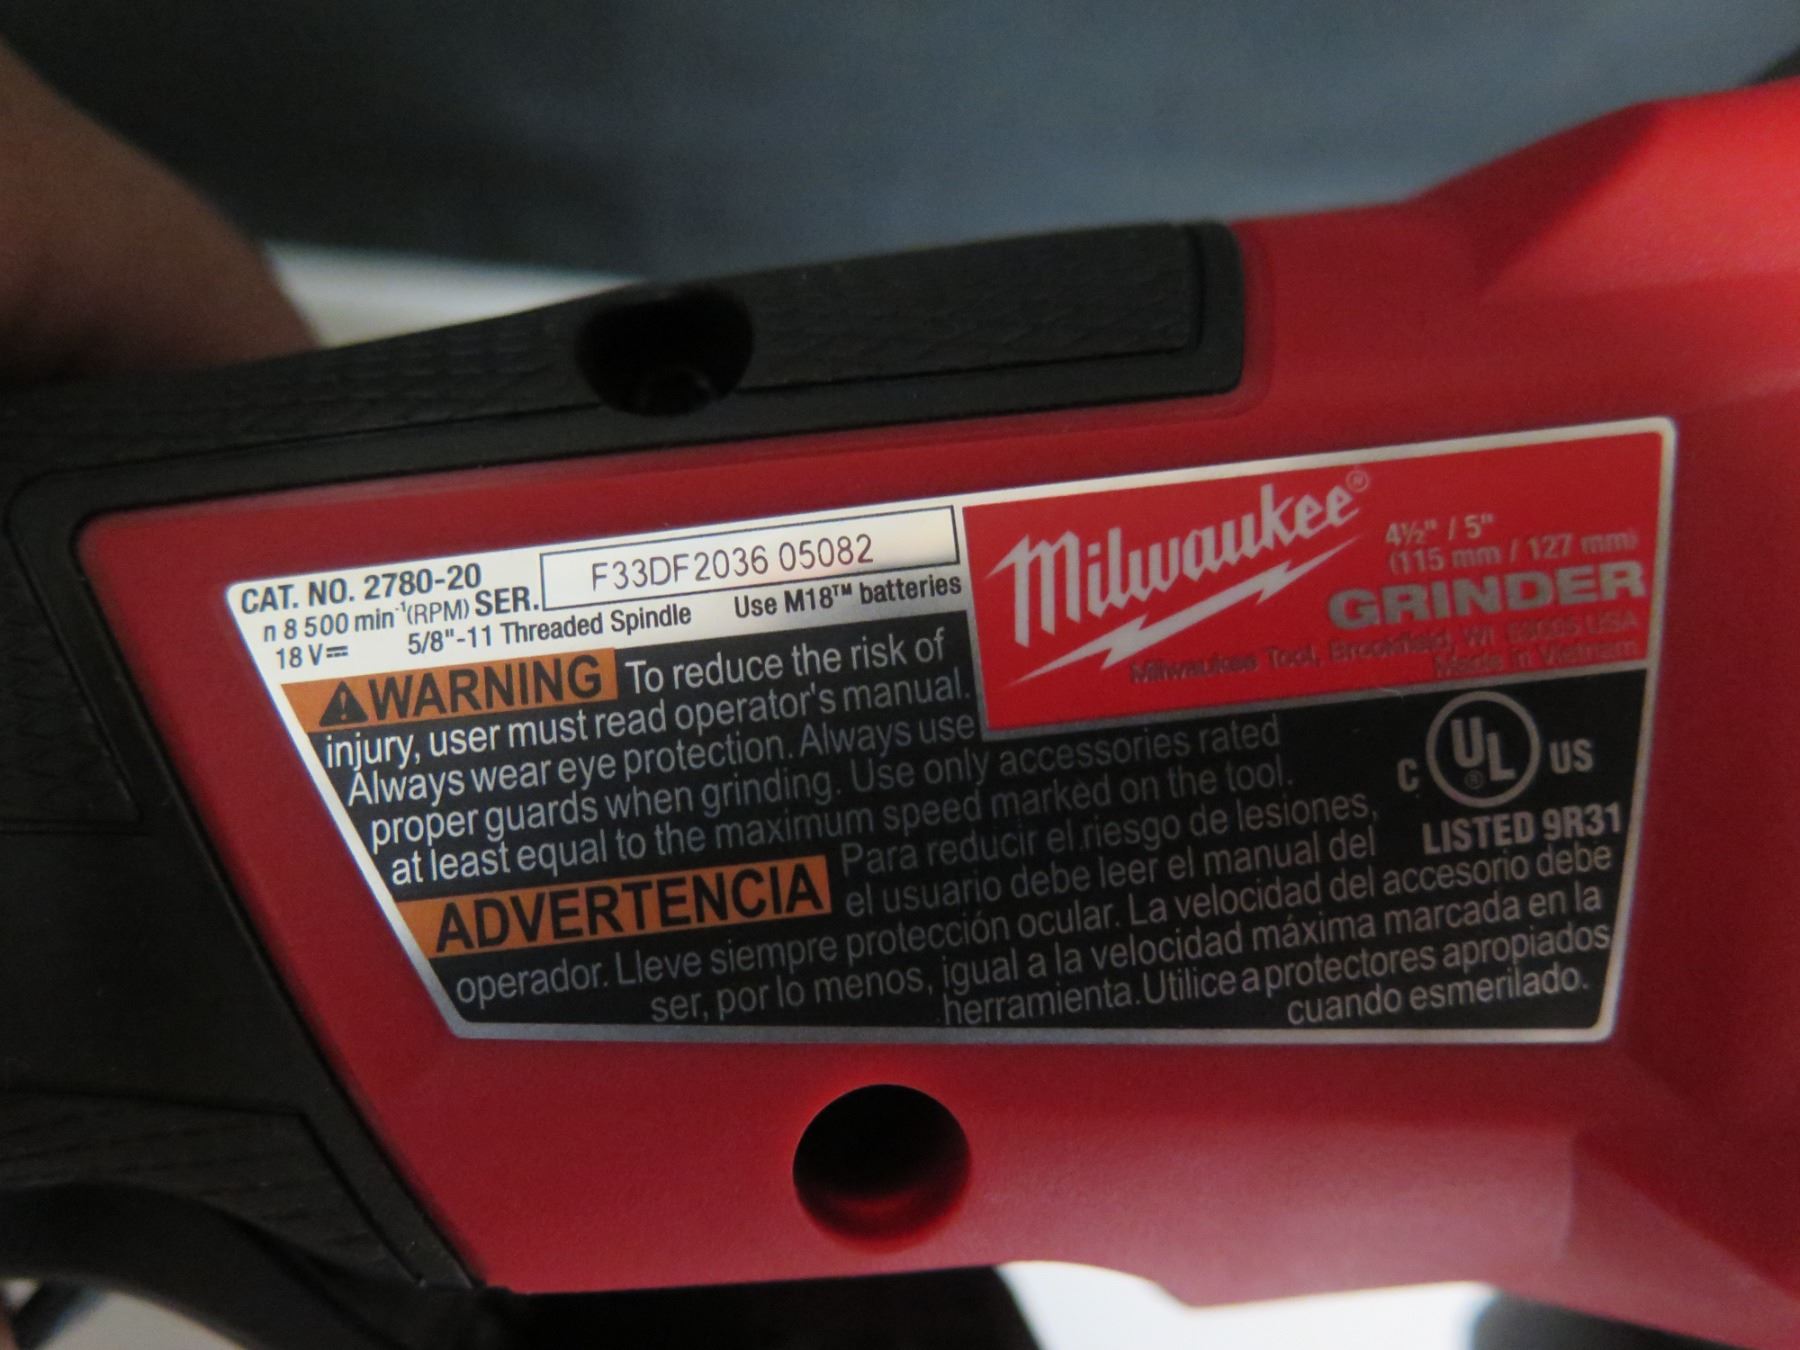 CAT. NO. 2780-20
n 8 500 min⁻¹(RPM) SER. F33DF2036 05082
18 V⎓ 5/8"-11 Threaded Spindle Use M18™ batteries
Milwaukee®
4½" / 5"
(115 mm / 127 mm)
GRINDER
Milwaukee Tool, Brookfield, WI 53005 USA
Made in Vietnam
⚠WARNING To reduce the risk of
injury, user must read operator's manual.
Always wear eye protection. Always use
proper guards when grinding. Use only accessories rated
at least equal to the maximum speed marked on the tool.
ADVERTENCIA Para reducir el riesgo de lesiones,
el usuario debe leer el manual del
operador. Lleve siempre protección ocular. La velocidad del accesorio debe
ser, por lo menos, igual a la velocidad máxima marcada en la
herramienta. Utilice a protectores apropiados
cuando esmerilado.
C UL® US
LISTED 9R31